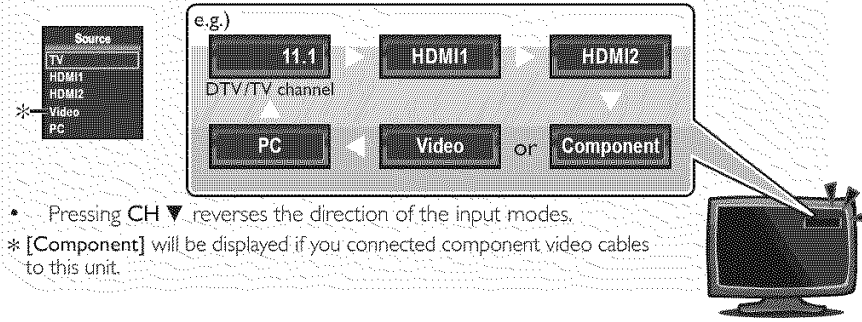 Source
TV
HDMI1
HDMI2
* Video
PC
e.g.)
11.1 HDMI1 HDMI2
DTV/TV channel
PC Video or Component
• Pressing CH ▼ reverses the direction of the input modes.
* [Component] will be displayed if you connected component video cables
to this unit.